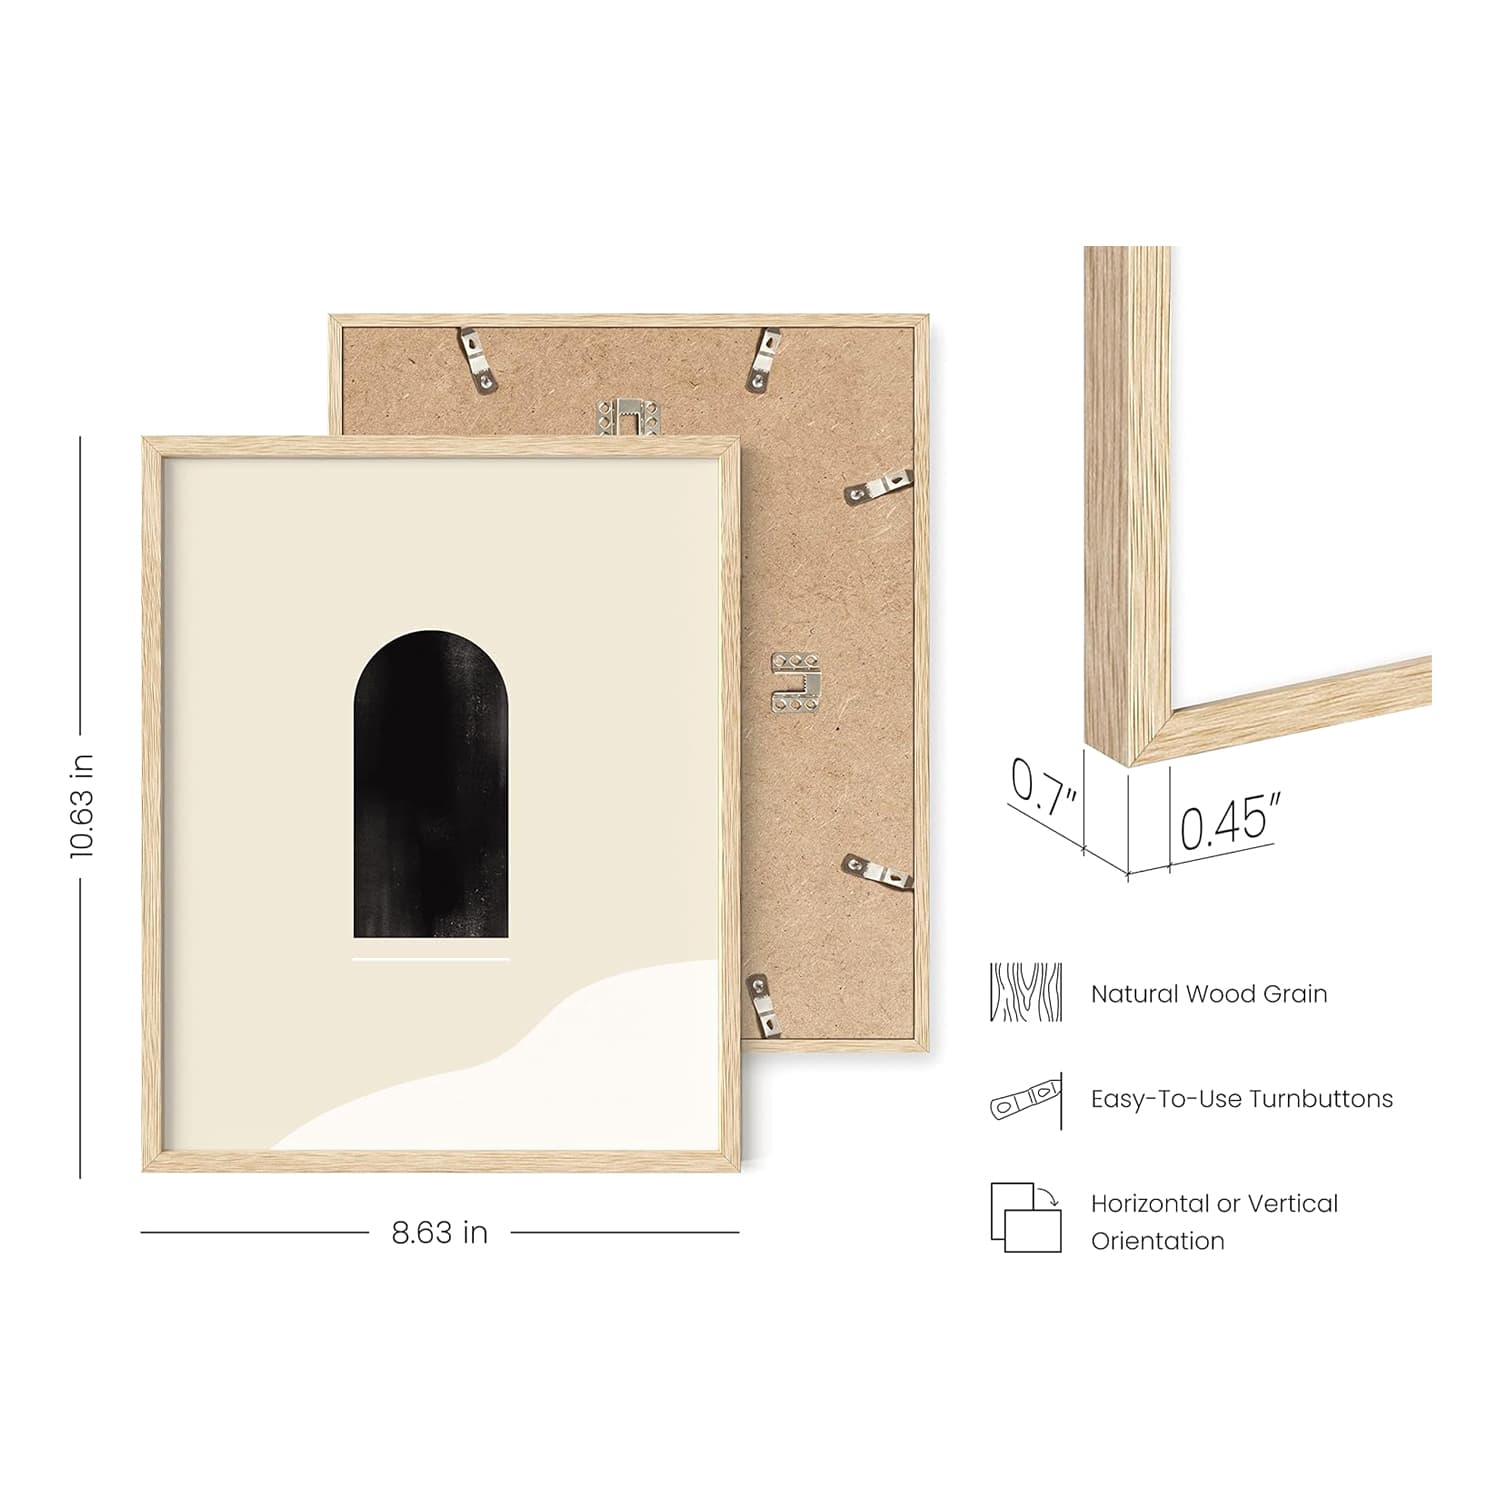 10.63 in
8.63 in
0.7"
0.45"
Natural Wood Grain
Easy-To-Use Turnbuttons
Horizontal or Vertical
Orientation